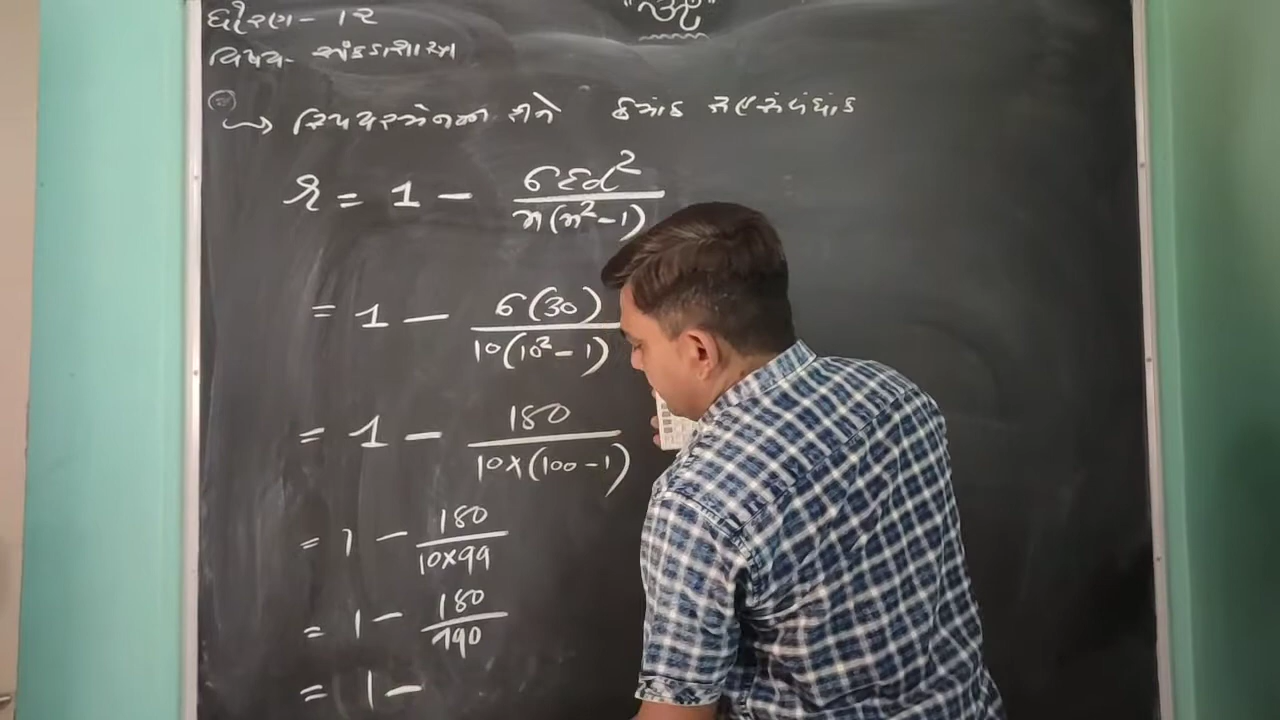 ધોરણ - ૧૨
"ૐ"
વિષય - આંકડાશાસ્ત્ર
સ્પિયરમેનની રીતે ક્રમાંક સહસંબંધાંક
r = 1 - 6Σd² / n(n²-1)
= 1 - 6(30) / 10(10²-1)
= 1 - 180 / 10×(100-1)
= 1 - 180 / 10×99
= 1 - 180 / 990
= 1 -